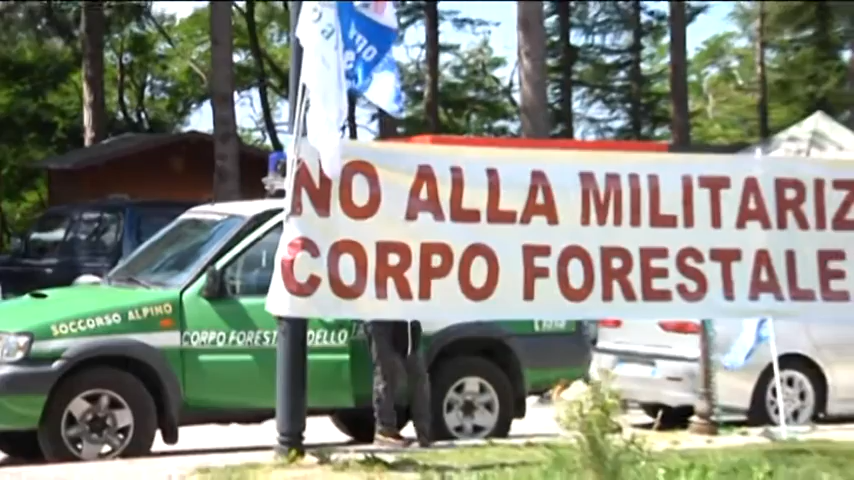 NO ALLA MILITARIZ
CORPO FORESTALE
SOCCORSO ALPINO
CORPO FORESTALE DELLO